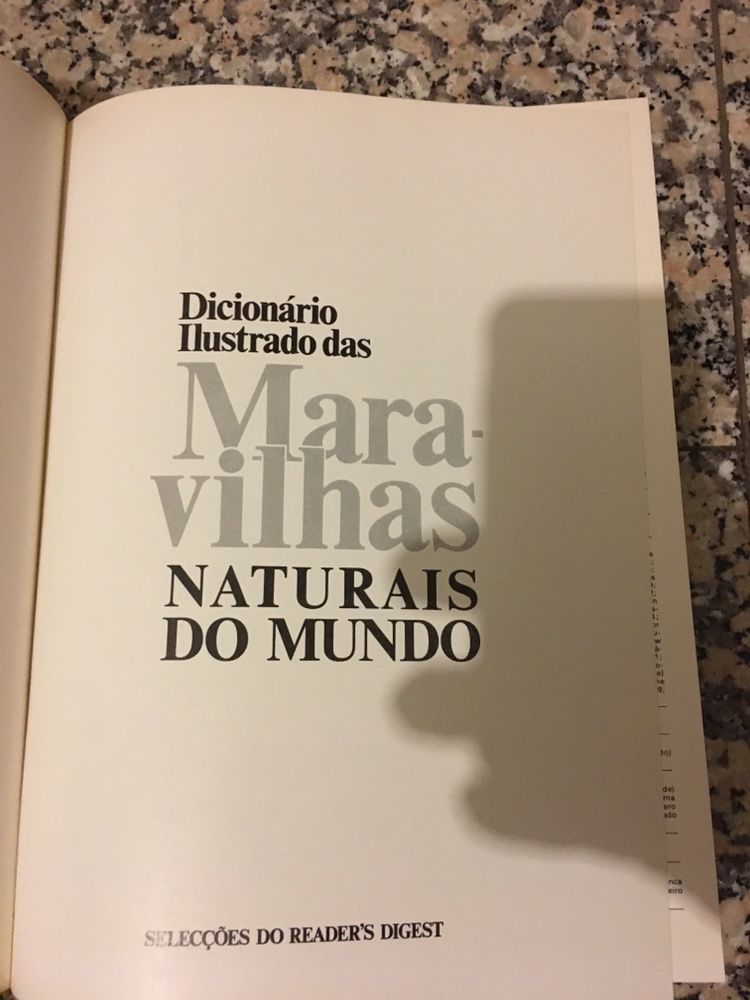 Dicionário
Ilustrado das
Mara-
vilhas
NATURAIS
DO MUNDO
SELECÇÕES DO READER'S DIGEST